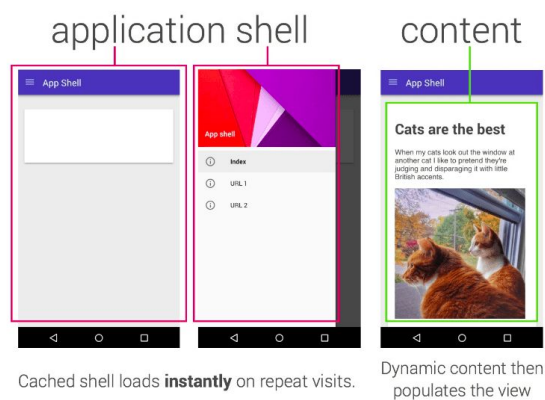 application shell
content
App Shell
App shell
Index
URL 1
URL 2
App Shell
Cats are the best
When my cats look out the window at
another cat I like to pretend they're
judging and disparaging it with little
British accents.
Cached shell loads instantly on repeat visits.
Dynamic content then
populates the view